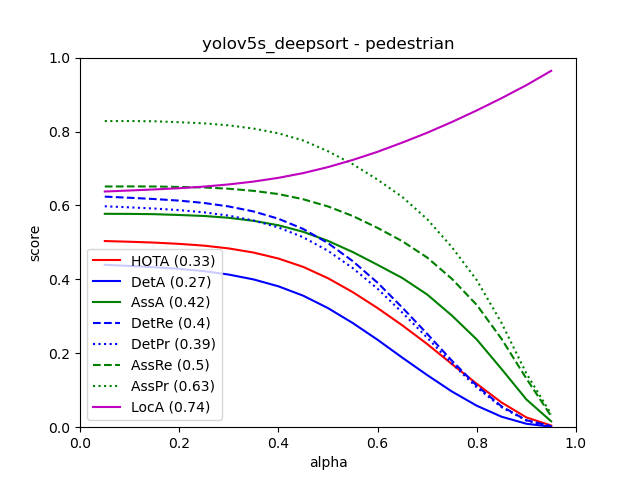 yolov5s_deepsort - pedestrian
1.0
0.8
0.6
0.4
0.2
0.0
score
HOTA (0.33)
DetA (0.27)
AssA (0.42)
DetRe (0.4)
DetPr (0.39)
AssRe (0.5)
AssPr (0.63)
LocA (0.74)
0.0 0.2 0.4 0.6 0.8 1.0
alpha